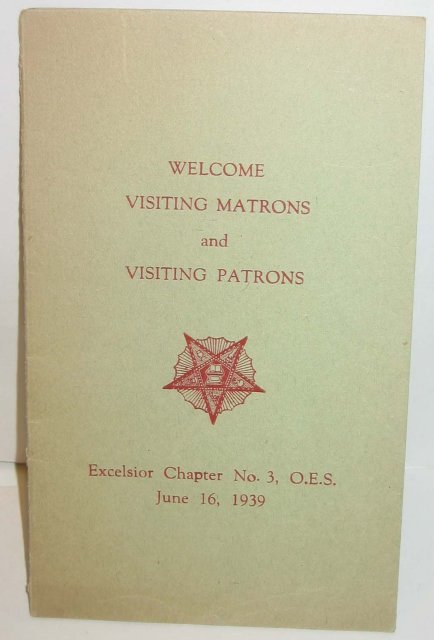 WELCOME
VISITING MATRONS
and
VISITING PATRONS
Excelsior Chapter No. 3, O.E.S.
June 16, 1939